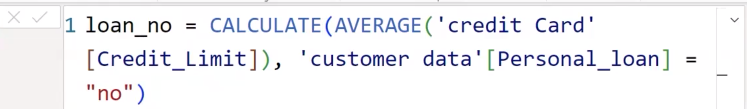 1 loan_no = CALCULATE(AVERAGE('credit Card'
[Credit_Limit]), 'customer data'[Personal_loan] =
"no")